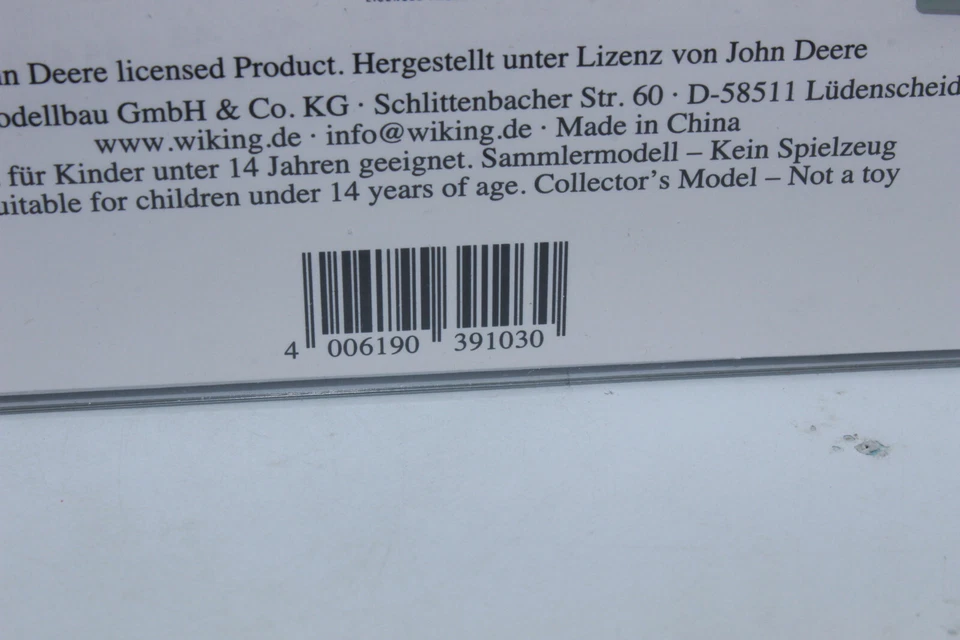 Deere licensed Product. Hergestellt unter Lizenz von John Deere
GmbH & Co. KG · Schlittenbacher Str. 60 · D-58511 Lüdenscheid
www.wiking.de · info@wiking.de · Made in China
für Kinder unter 14 Jahren geeignet. Sammlermodell – Kein Spielzeug
for children under 14 years of age. Collector's Model – Not a toy
4 006190 391030